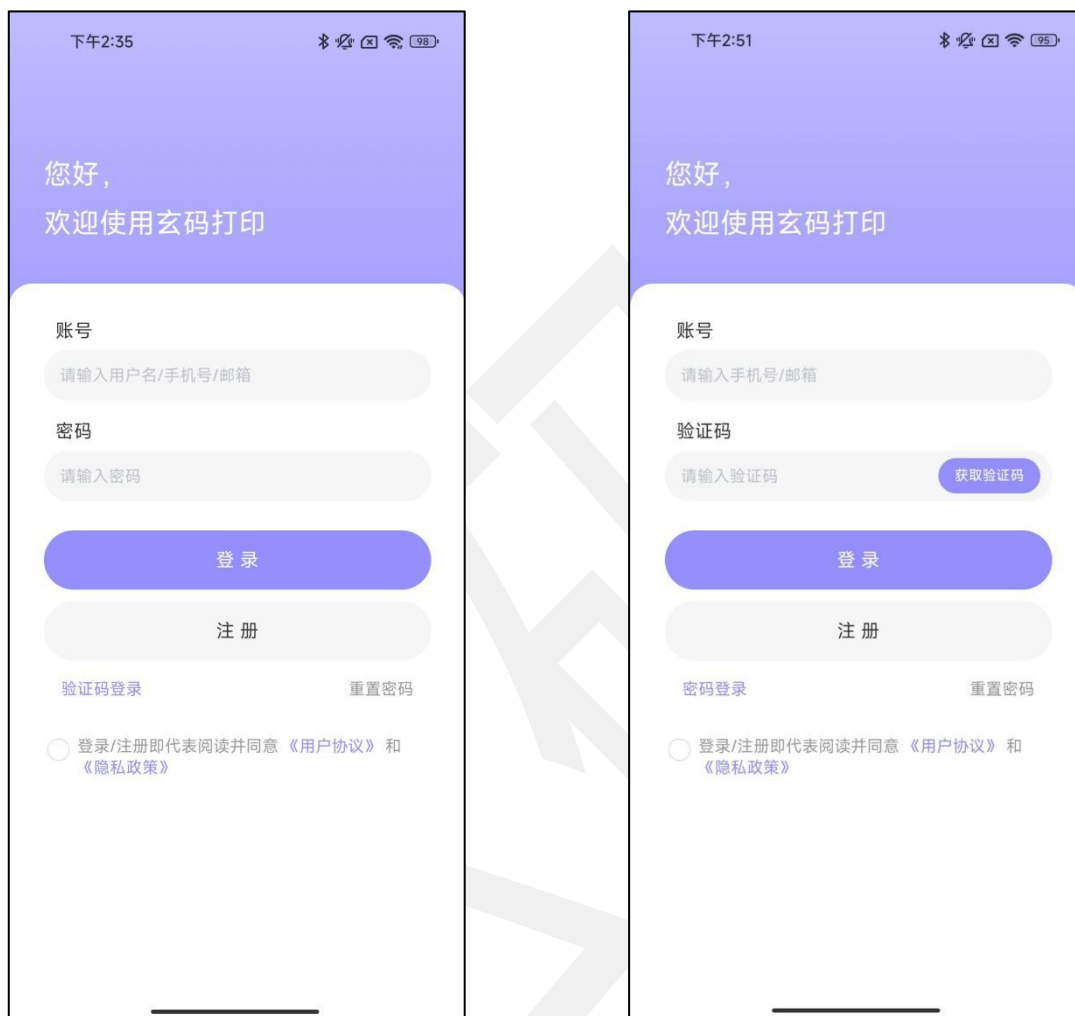 下午2:35
98
您好，
欢迎使用玄码打印
账号
请输入用户名/手机号/邮箱
密码
请输入密码
登 录
注 册
验证码登录 重置密码
登录/注册即代表阅读并同意 《用户协议》 和
《隐私政策》
下午2:51
95
您好，
欢迎使用玄码打印
账号
请输入手机号/邮箱
验证码
请输入验证码 获取验证码
登 录
注 册
密码登录 重置密码
登录/注册即代表阅读并同意 《用户协议》 和
《隐私政策》